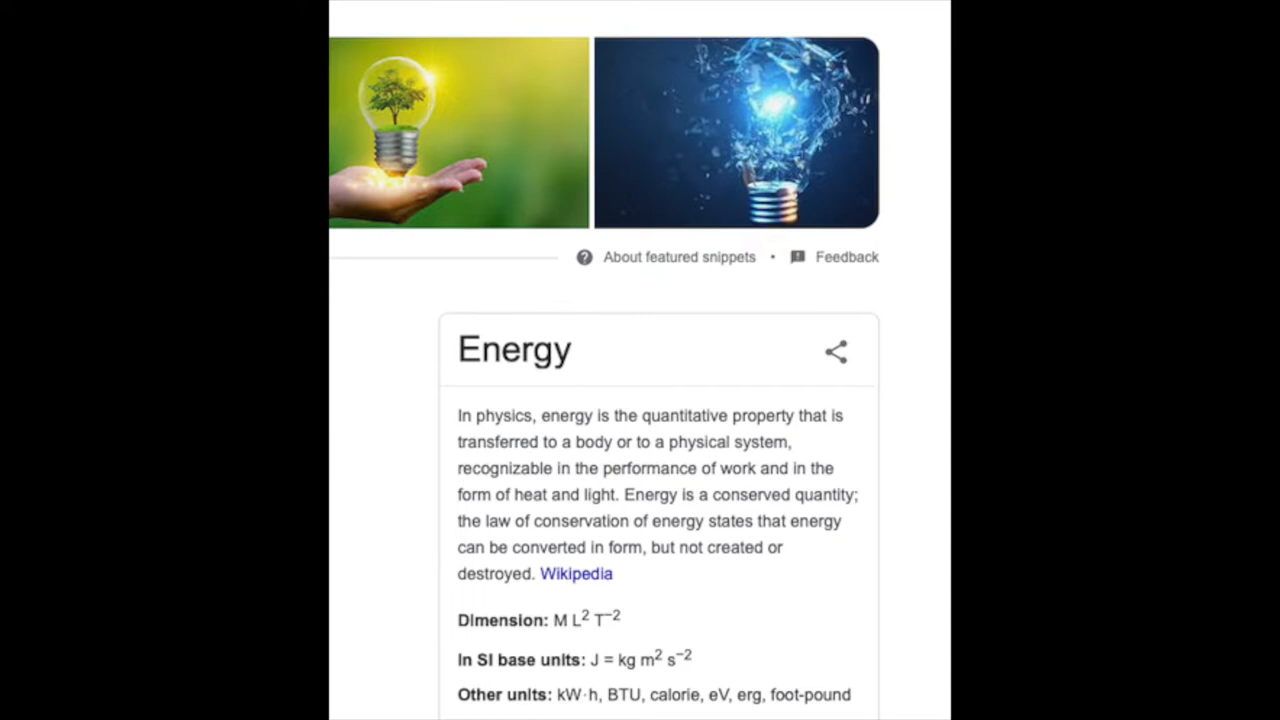 About featured snippets • Feedback
Energy
In physics, energy is the quantitative property that is
transferred to a body or to a physical system,
recognizable in the performance of work and in the
form of heat and light. Energy is a conserved quantity;
the law of conservation of energy states that energy
can be converted in form, but not created or
destroyed. Wikipedia
Dimension: M L² T⁻²
In SI base units: J = kg m² s⁻²
Other units: kW⋅h, BTU, calorie, eV, erg, foot-pound